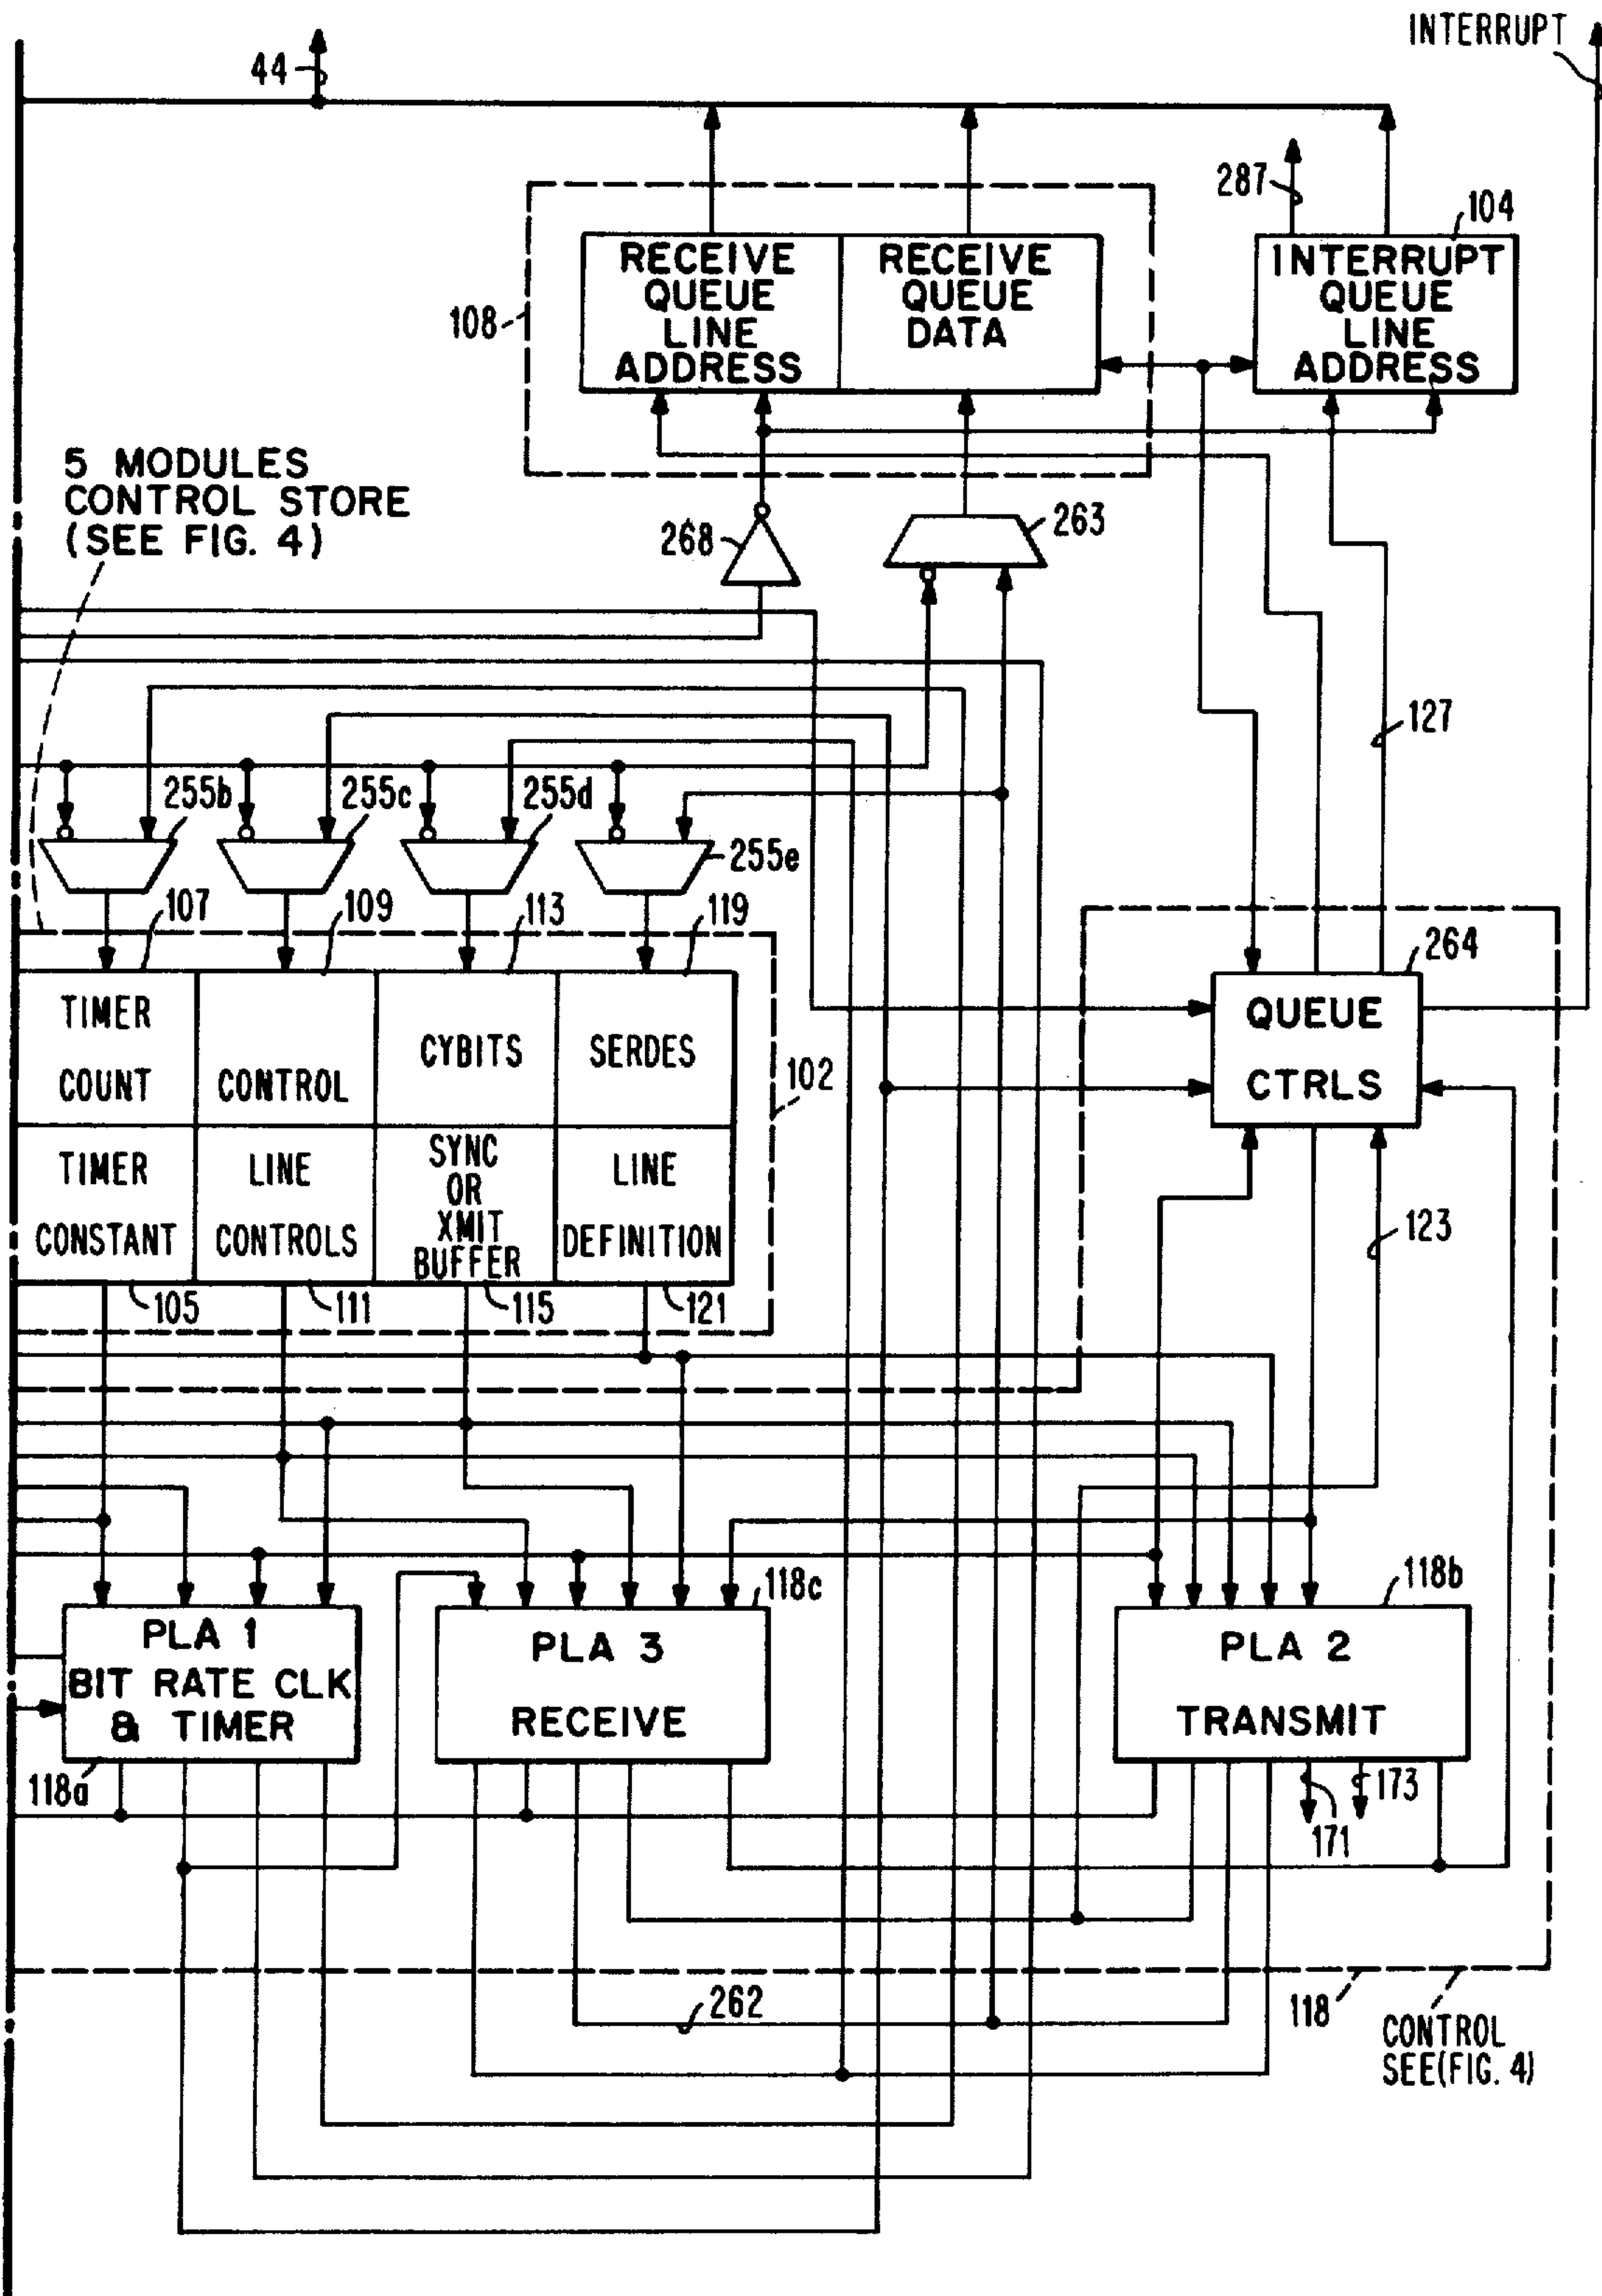 INTERRUPT
44
287
104
RECEIVE
QUEUE
LINE
ADDRESS
RECEIVE
QUEUE
DATA
INTERRUPT
QUEUE
LINE
ADDRESS
108
5 MODULES
CONTROL STORE
(SEE FIG. 4)
268
263
127
255b
255c
255d
255e
107
109
113
119
264
TIMER
COUNT
CONTROL
CYBITS
SERDES
102
QUEUE
CTRLS
TIMER
CONSTANT
LINE
CONTROLS
SYNC
OR
XMIT
BUFFER
LINE
DEFINITION
123
105
111
115
121
118c
118b
PLA 1
BIT RATE CLK
& TIMER
PLA 3
RECEIVE
PLA 2
TRANSMIT
118a
173
171
262
118
CONTROL
SEE(FIG. 4)